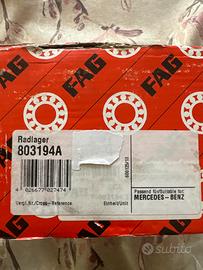 FAG
FAG
FAG
Radlager
803194A
4 026677 027474
Vergl.Nr./Cross-Reference
Einheit/Unit
Passend für/Suitable for:
MERCEDES-BENZ
subito